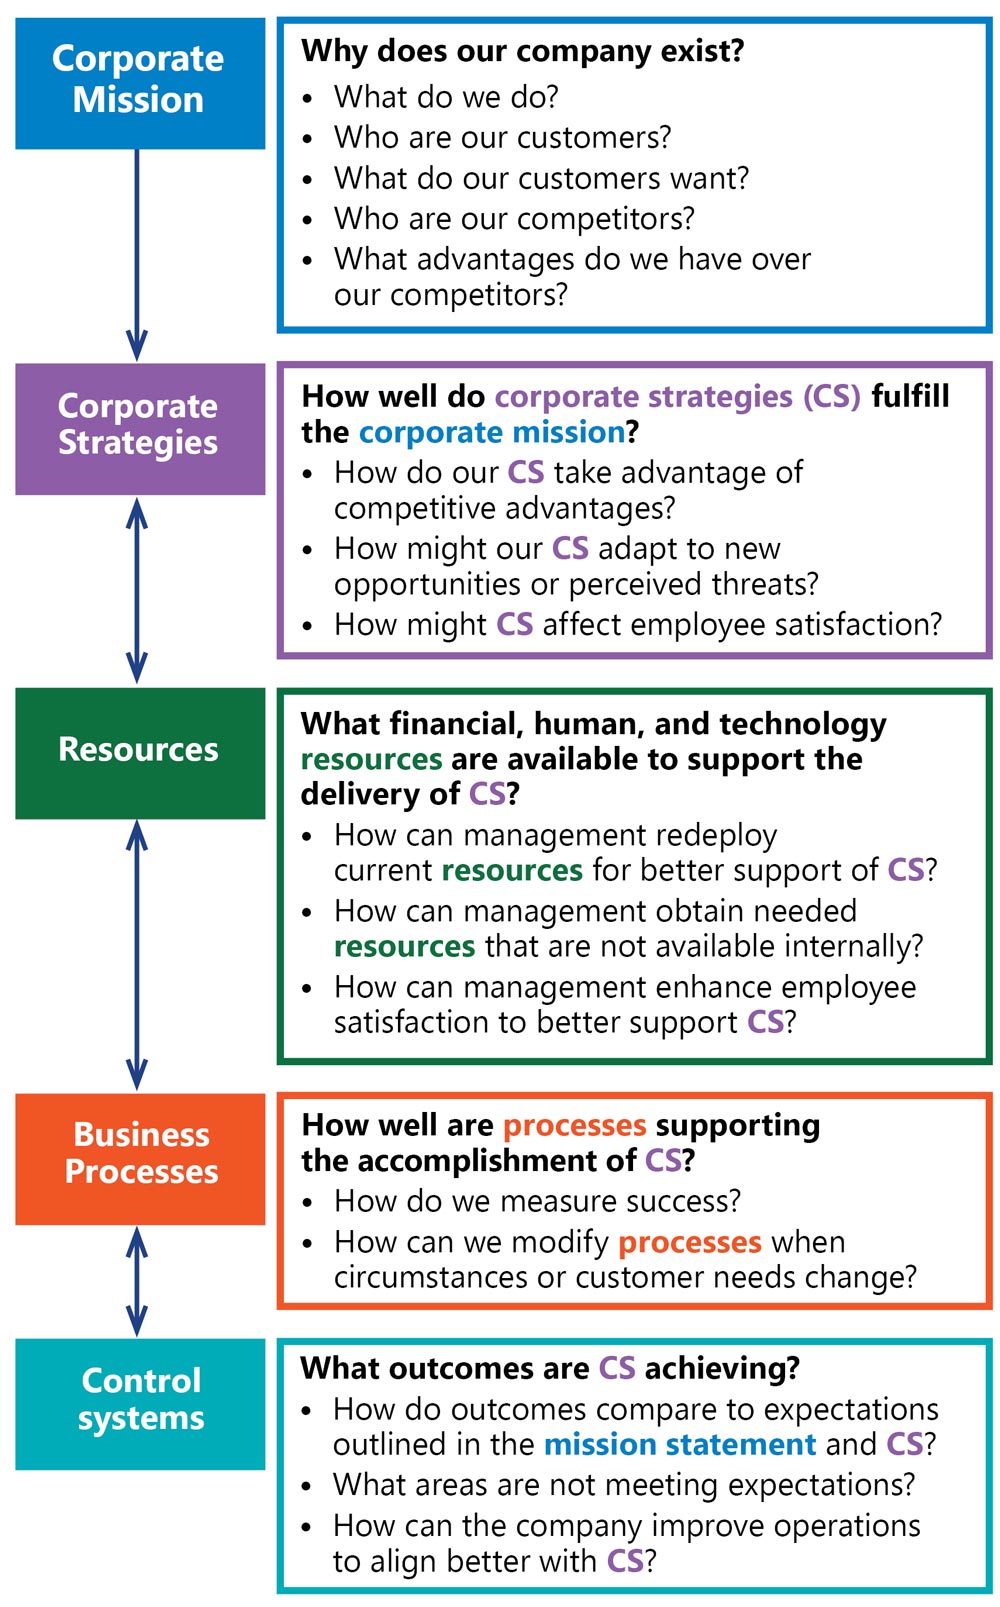 Corporate
Mission
Why does our company exist?
• What do we do?
• Who are our customers?
• What do our customers want?
• Who are our competitors?
• What advantages do we have over
our competitors?
Corporate
Strategies
How well do corporate strategies (CS) fulfill
the corporate mission?
• How do our CS take advantage of
competitive advantages?
• How might our CS adapt to new
opportunities or perceived threats?
• How might CS affect employee satisfaction?
Resources
What financial, human, and technology
resources are available to support the
delivery of CS?
• How can management redeploy
current resources for better support of CS?
• How can management obtain needed
resources that are not available internally?
• How can management enhance employee
satisfaction to better support CS?
Business
Processes
How well are processes supporting
the accomplishment of CS?
• How do we measure success?
• How can we modify processes when
circumstances or customer needs change?
Control
systems
What outcomes are CS achieving?
• How do outcomes compare to expectations
outlined in the mission statement and CS?
• What areas are not meeting expectations?
• How can the company improve operations
to align better with CS?